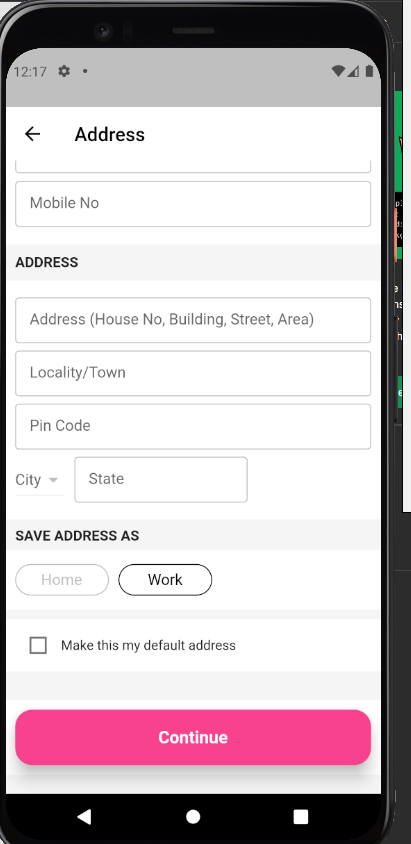 12:17
Address
Mobile No
ADDRESS
Address (House No, Building, Street, Area)
Locality/Town
Pin Code
City State
SAVE ADDRESS AS
Home Work
Make this my default address
Continue